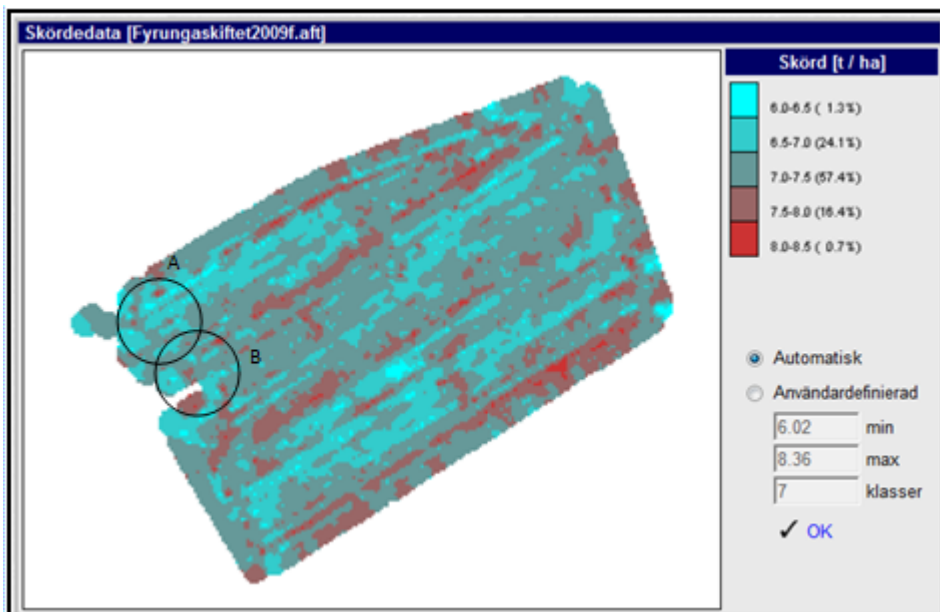 Skördedata [Fyrungaskiftet2009f.aft]
A
B
Skörd [t / ha]
6.0-6.5 ( 1.3%)
6.5-7.0 (24.1%)
7.0-7.5 (57.4%)
7.5-8.0 (16.4%)
8.0-8.5 ( 0.7%)
Automatisk
Användardefinierad
6.02 min
8.36 max
7 klasser
✓ OK